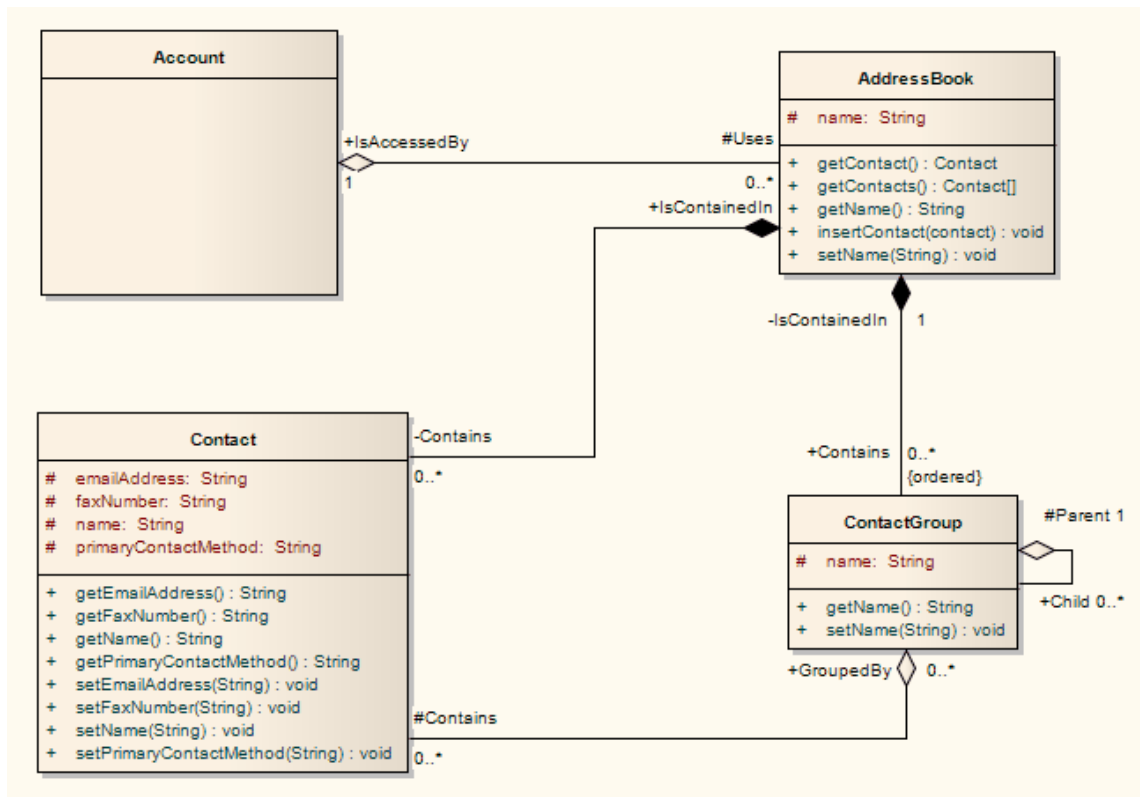 Account
AddressBook
# name: String
+ getContact() : Contact
+ getContacts() : Contact[]
+ getName() : String
+ insertContact(contact) : void
+ setName(String) : void
+IsAccessedBy
1
#Uses
0..*
+IsContainedIn
-IsContainedIn 1
Contact
# emailAddress: String
# faxNumber: String
# name: String
# primaryContactMethod: String
+ getEmailAddress() : String
+ getFaxNumber() : String
+ getName() : String
+ getPrimaryContactMethod() : String
+ setEmailAddress(String) : void
+ setFaxNumber(String) : void
+ setName(String) : void
+ setPrimaryContactMethod(String) : void
-Contains
0..*
+Contains 0..*
{ordered}
ContactGroup
# name: String
+ getName() : String
+ setName(String) : void
#Parent 1
+Child 0..*
+GroupedBy 0..*
#Contains
0..*